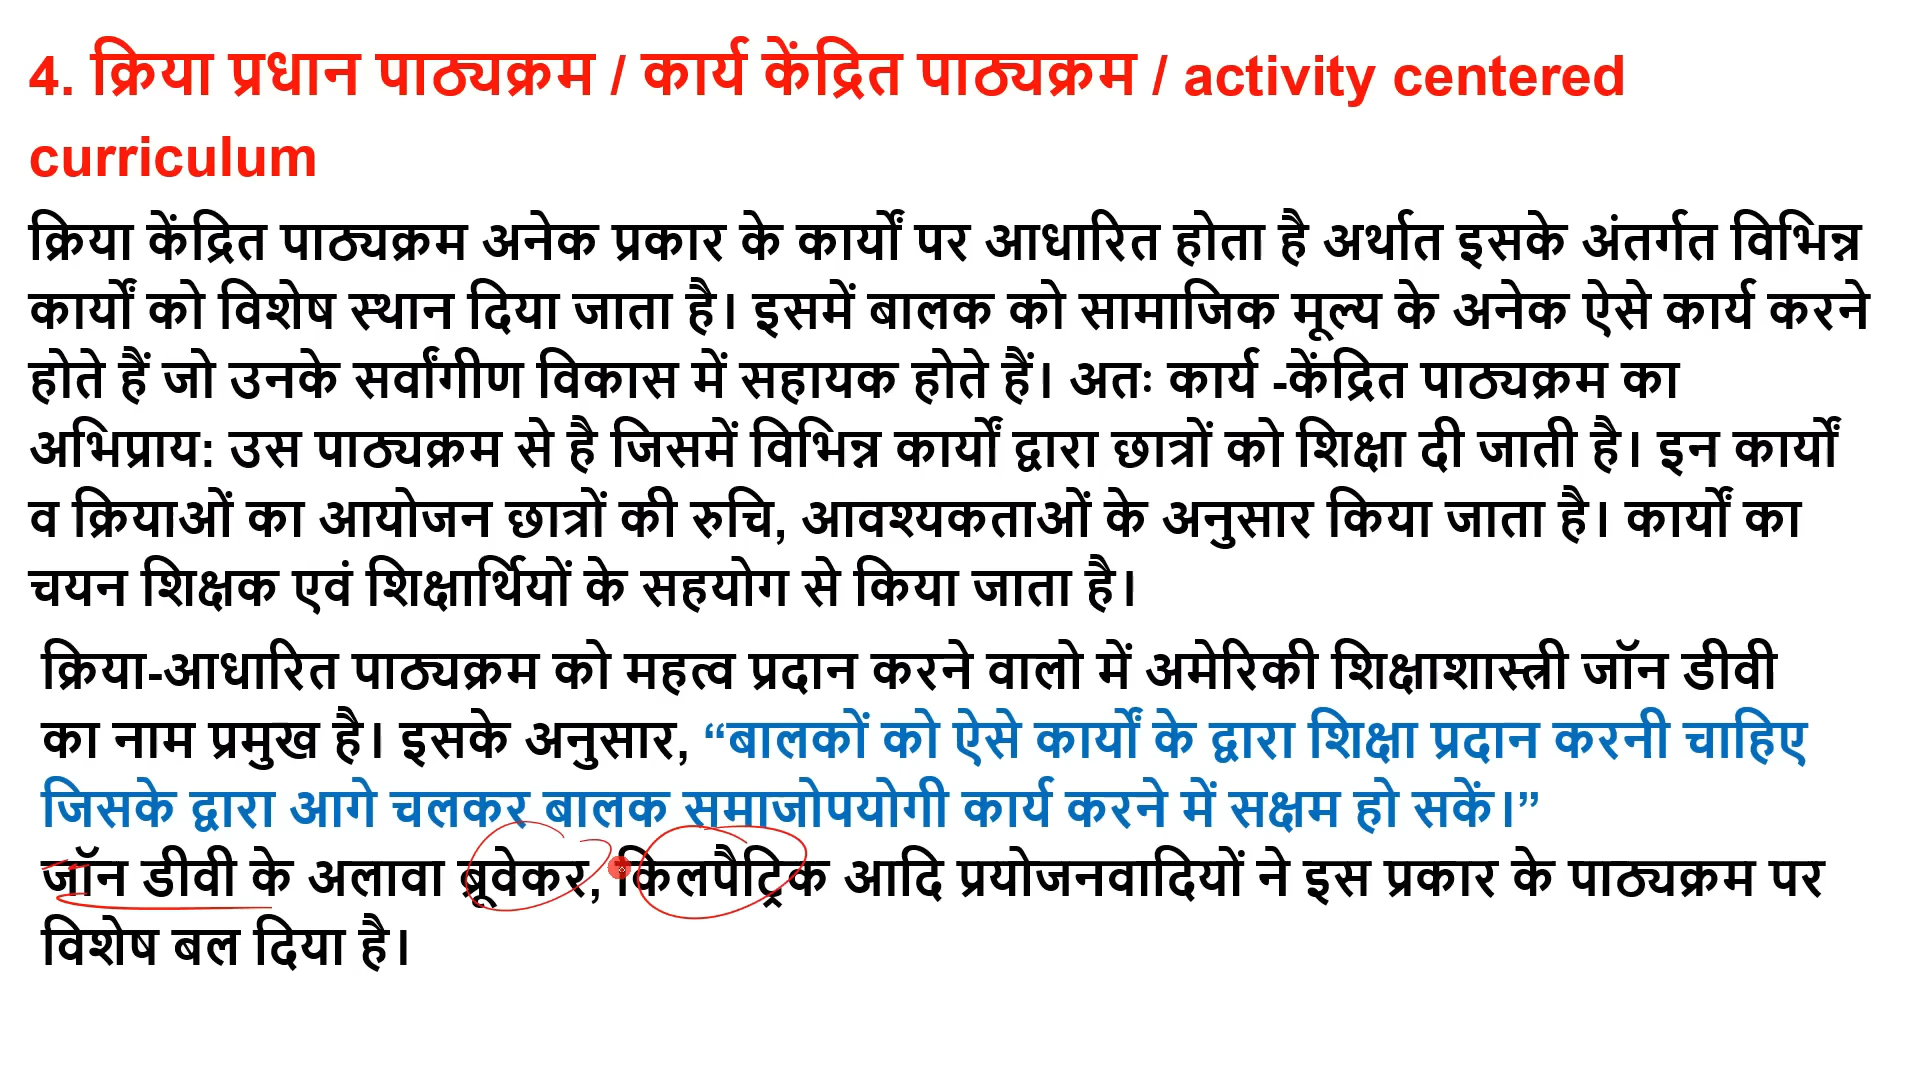 4. क्रिया प्रधान पाठ्यक्रम / कार्य केंद्रित पाठ्यक्रम / activity centered
curriculum
क्रिया केंद्रित पाठ्यक्रम अनेक प्रकार के कार्यों पर आधारित होता है अर्थात इसके अंतर्गत विभिन्न
कार्यों को विशेष स्थान दिया जाता है। इसमें बालक को सामाजिक मूल्य के अनेक ऐसे कार्य करने
होते हैं जो उनके सर्वांगीण विकास में सहायक होते हैं। अतः कार्य -केंद्रित पाठ्यक्रम का
अभिप्राय: उस पाठ्यक्रम से है जिसमें विभिन्न कार्यों द्वारा छात्रों को शिक्षा दी जाती है। इन कार्यों
व क्रियाओं का आयोजन छात्रों की रुचि, आवश्यकताओं के अनुसार किया जाता है। कार्यों का
चयन शिक्षक एवं शिक्षार्थियों के सहयोग से किया जाता है।
क्रिया-आधारित पाठ्यक्रम को महत्व प्रदान करने वालो में अमेरिकी शिक्षाशास्त्री जॉन डीवी
का नाम प्रमुख है। इसके अनुसार, “बालकों को ऐसे कार्यों के द्वारा शिक्षा प्रदान करनी चाहिए
जिसके द्वारा आगे चलकर बालक समाजोपयोगी कार्य करने में सक्षम हो सकें।”
जॉन डीवी के अलावा ब्रूवेकर, किलपैट्रिक आदि प्रयोजनवादियों ने इस प्रकार के पाठ्यक्रम पर
विशेष बल दिया है।